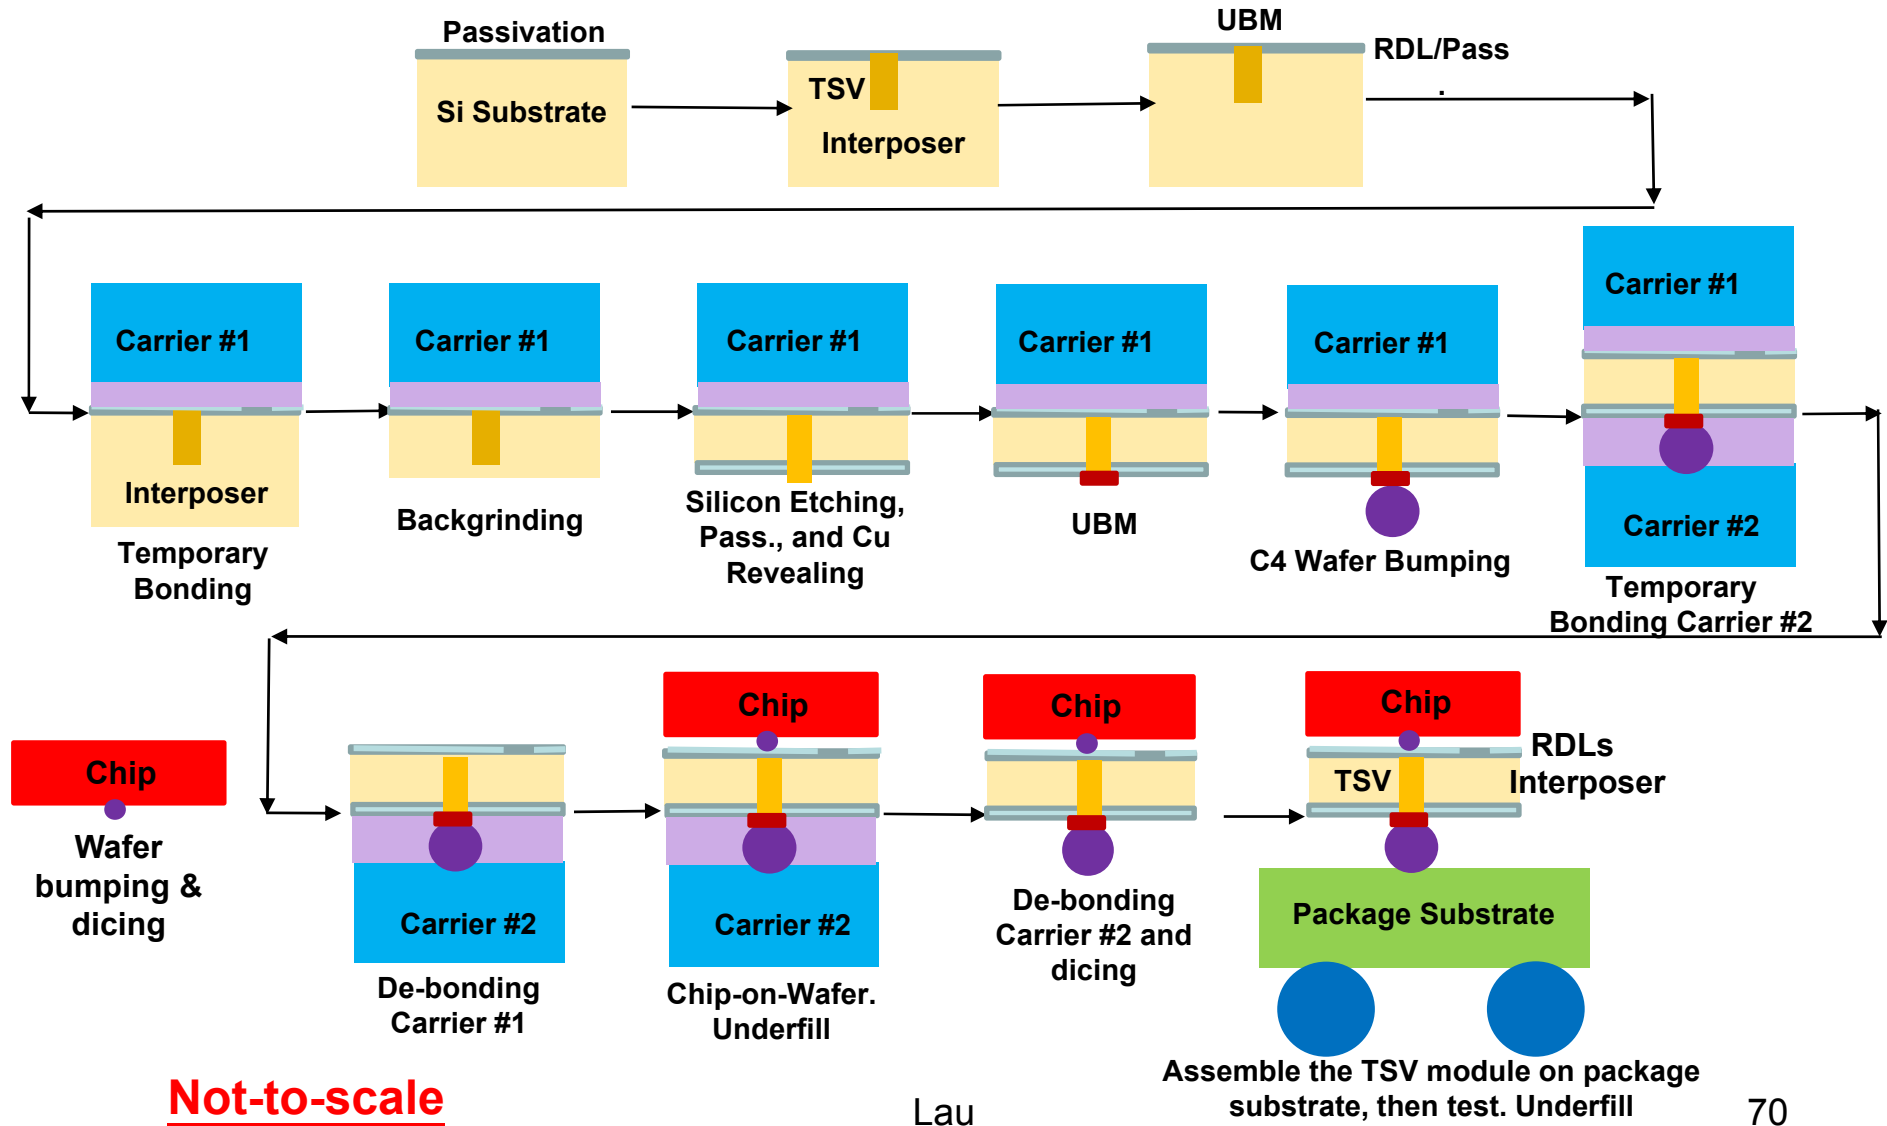 Passivation
Si Substrate
TSV
Interposer
UBM
RDL/Pass
.
Carrier #1
Interposer
Temporary
Bonding
Carrier #1
Backgrinding
Carrier #1
Silicon Etching,
Pass., and Cu
Revealing
Carrier #1
UBM
Carrier #1
C4 Wafer Bumping
Carrier #1
Carrier #2
Temporary
Bonding Carrier #2
Chip
Wafer
bumping &
dicing
Carrier #2
De-bonding
Carrier #1
Chip
Carrier #2
Chip-on-Wafer.
Underfill
Chip
De-bonding
Carrier #2 and
dicing
Chip
RDLs
TSV
Interposer
Package Substrate
Assemble the TSV module on package
substrate, then test. Underfill
Not-to-scale
Lau
70